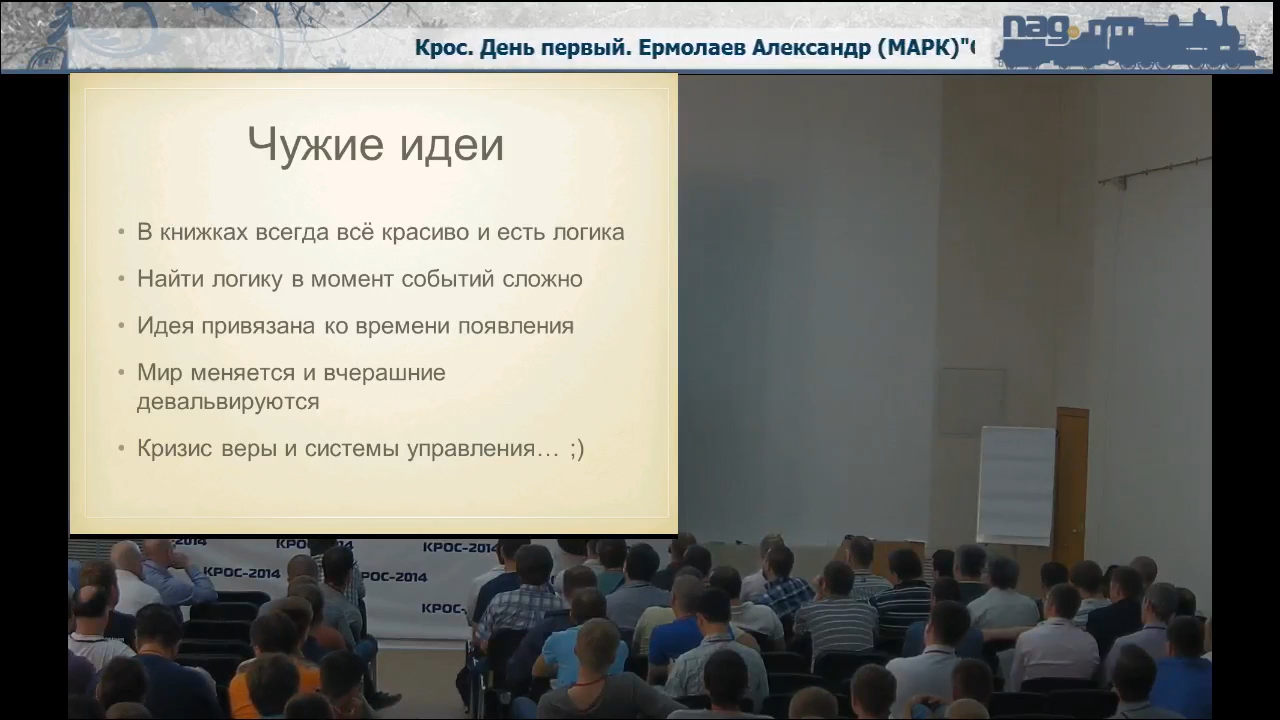 Крос. День первый. Ермолаев Александр (МАРК)"
nag
Чужие идеи
• В книжках всегда всё красиво и есть логика
• Найти логику в момент событий сложно
• Идея привязана ко времени появления
• Мир меняется и вчерашние
девальвируются
• Кризис веры и системы управления… ;)
КРОС-2014
КРОС-2014
КРОС-2014
КРОС-2014
КРОС-